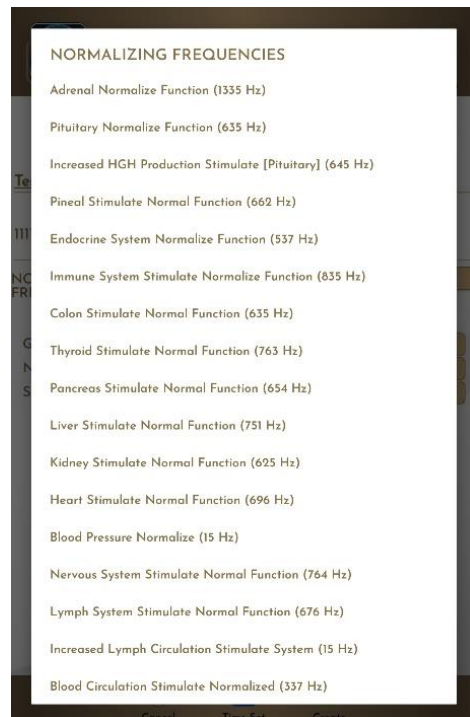 NORMALIZING FREQUENCIES
Adrenal Normalize Function (1335 Hz)
Pituitary Normalize Function (635 Hz)
Increased HGH Production Stimulate [Pituitary] (645 Hz)
Pineal Stimulate Normal Function (662 Hz)
Endocrine System Normalize Function (537 Hz)
Immune System Stimulate Normalize Function (835 Hz)
Colon Stimulate Normal Function (635 Hz)
Thyroid Stimulate Normal Function (763 Hz)
Pancreas Stimulate Normal Function (654 Hz)
Liver Stimulate Normal Function (751 Hz)
Kidney Stimulate Normal Function (625 Hz)
Heart Stimulate Normal Function (696 Hz)
Blood Pressure Normalize (15 Hz)
Nervous System Stimulate Normal Function (764 Hz)
Lymph System Stimulate Normal Function (676 Hz)
Increased Lymph Circulation Stimulate System (15 Hz)
Blood Circulation Stimulate Normalized (337 Hz)